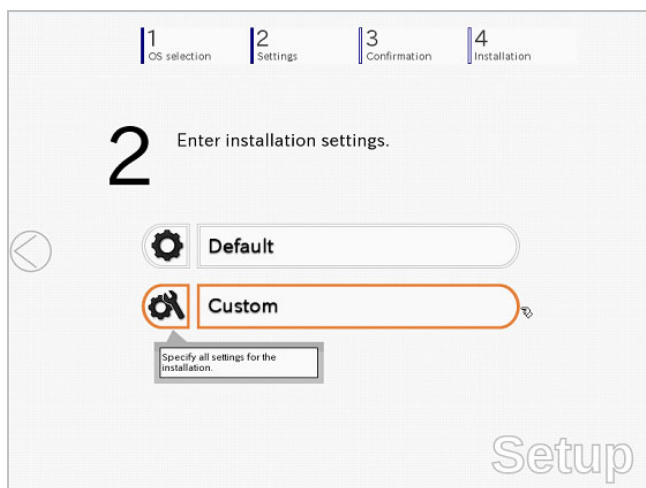 1
OS selection
2
Settings
3
Confirmation
4
Installation
2
Enter installation settings.
Default
Custom
Specify all settings for the
installation.
Setup